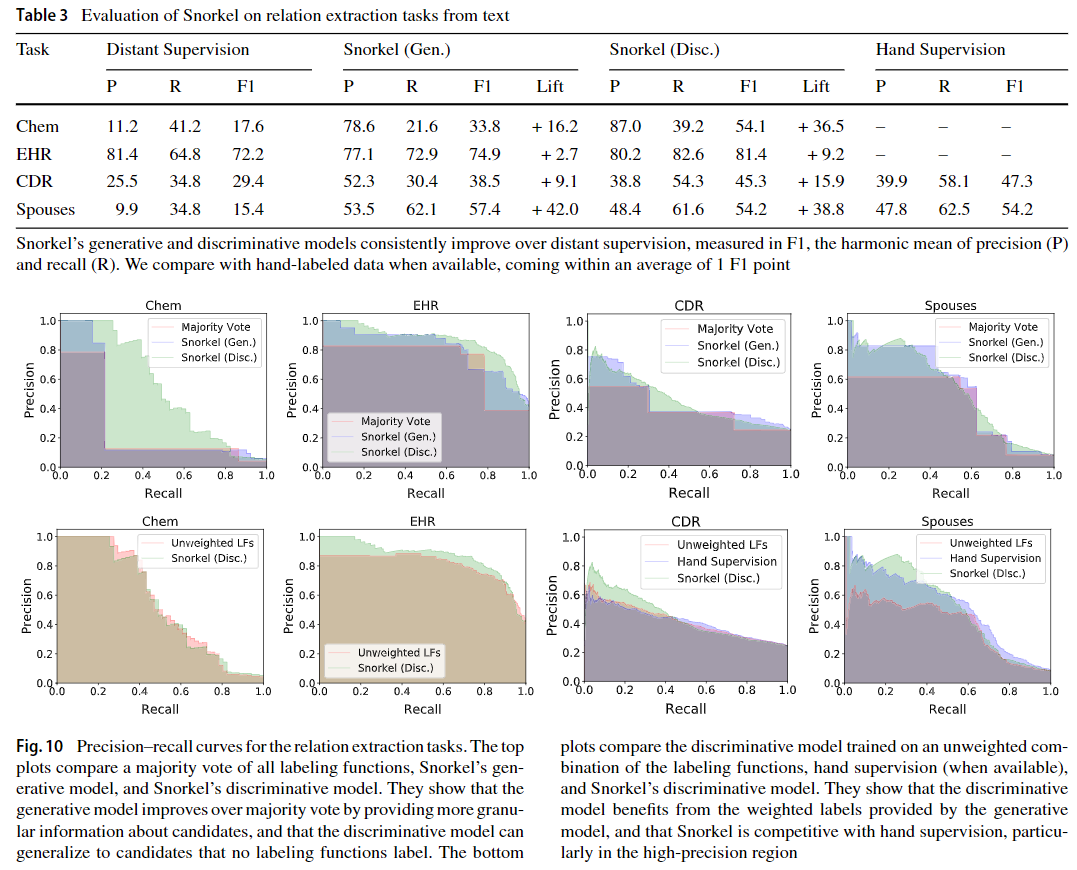 Table 3 Evaluation of Snorkel on relation extraction tasks from text
Task Distant Supervision Snorkel (Gen.) Snorkel (Disc.) Hand Supervision
P R F1 P R F1 Lift P R F1 Lift P R F1
Chem 11.2 41.2 17.6 78.6 21.6 33.8 + 16.2 87.0 39.2 54.1 + 36.5 – – –
EHR 81.4 64.8 72.2 77.1 72.9 74.9 + 2.7 80.2 82.6 81.4 + 9.2 – – –
CDR 25.5 34.8 29.4 52.3 30.4 38.5 + 9.1 38.8 54.3 45.3 + 15.9 39.9 58.1 47.3
Spouses 9.9 34.8 15.4 53.5 62.1 57.4 + 42.0 48.4 61.6 54.2 + 38.8 47.8 62.5 54.2
Snorkel's generative and discriminative models consistently improve over distant supervision, measured in F1, the harmonic mean of precision (P)
and recall (R). We compare with hand-labeled data when available, coming within an average of 1 F1 point
Chem
1.0
0.8
0.6
0.4
0.2
0.0
Precision
Majority Vote
Snorkel (Gen.)
Snorkel (Disc.)
0.0 0.2 0.4 0.6 0.8 1.0
Recall
EHR
1.0
0.8
0.6
0.4
0.2
0.0
Precision
Majority Vote
Snorkel (Gen.)
Snorkel (Disc.)
0.0 0.2 0.4 0.6 0.8 1.0
Recall
CDR
1.0
0.8
0.6
0.4
0.2
0.0
Precision
Majority Vote
Snorkel (Gen.)
Snorkel (Disc.)
0.0 0.2 0.4 0.6 0.8 1.0
Recall
Spouses
1.0
0.8
0.6
0.4
0.2
0.0
Precision
Majority Vote
Snorkel (Gen.)
Snorkel (Disc.)
0.0 0.2 0.4 0.6 0.8 1.0
Recall
Chem
1.0
0.8
0.6
0.4
0.2
0.0
Precision
Unweighted LFs
Snorkel (Disc.)
0.0 0.2 0.4 0.6 0.8 1.0
Recall
EHR
1.0
0.8
0.6
0.4
0.2
0.0
Precision
Unweighted LFs
Snorkel (Disc.)
0.0 0.2 0.4 0.6 0.8 1.0
Recall
CDR
1.0
0.8
0.6
0.4
0.2
0.0
Precision
Unweighted LFs
Hand Supervision
Snorkel (Disc.)
0.0 0.2 0.4 0.6 0.8 1.0
Recall
Spouses
1.0
0.8
0.6
0.4
0.2
0.0
Precision
Unweighted LFs
Hand Supervision
Snorkel (Disc.)
0.0 0.2 0.4 0.6 0.8 1.0
Recall
Fig. 10 Precision–recall curves for the relation extraction tasks. The top
plots compare a majority vote of all labeling functions, Snorkel's gen-
erative model, and Snorkel's discriminative model. They show that the
generative model improves over majority vote by providing more granu-
lar information about candidates, and that the discriminative model can
generalize to candidates that no labeling functions label. The bottom
plots compare the discriminative model trained on an unweighted com-
bination of the labeling functions, hand supervision (when available),
and Snorkel's discriminative model. They show that the discriminative
model benefits from the weighted labels provided by the generative
model, and that Snorkel is competitive with hand supervision, particu-
larly in the high-precision region